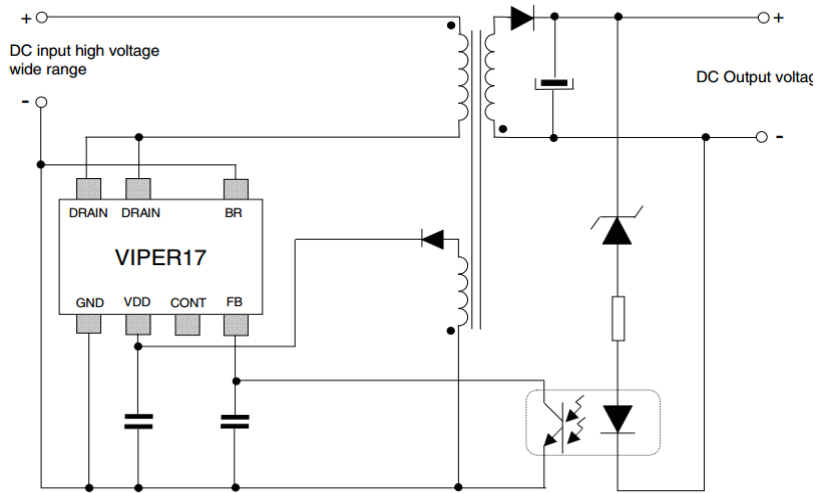 +
+
DC input high voltage
wide range
DC Output voltag
-
-
DRAIN DRAIN BR
VIPER17
GND VDD CONT FB